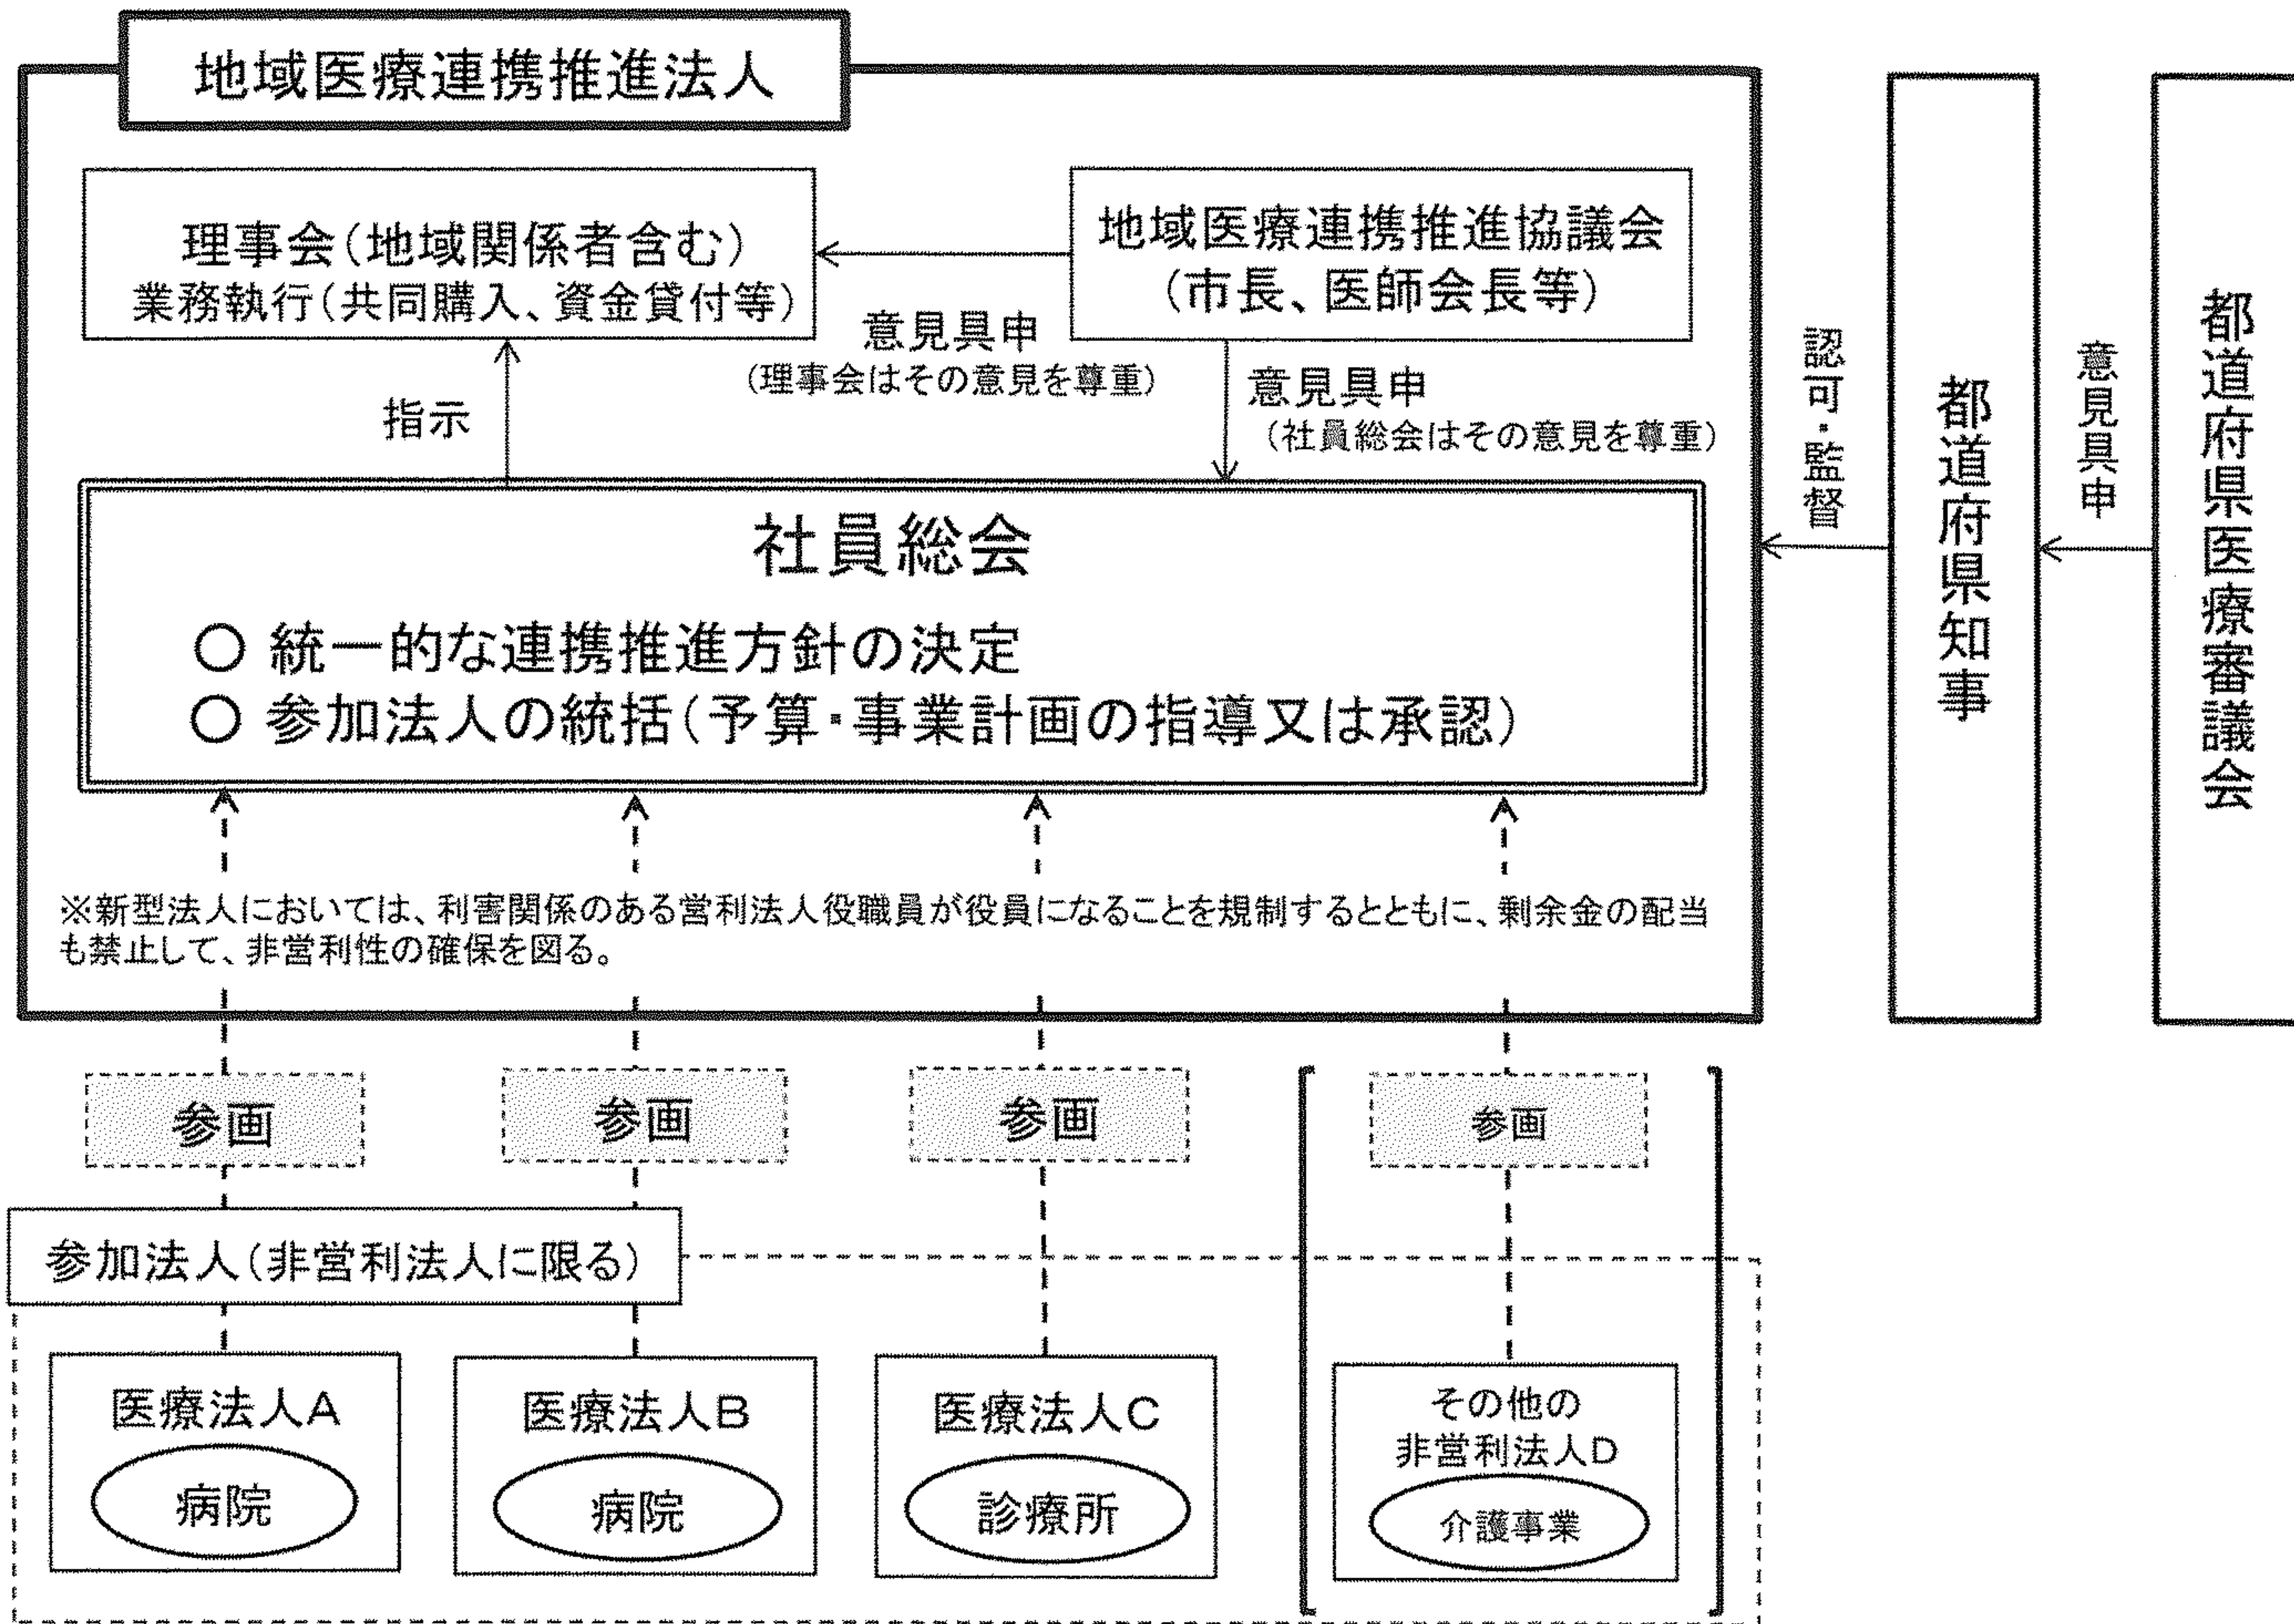 地域医療連携推進法人
理事会(地域関係者含む)
業務執行(共同購入、資金貸付等)
地域医療連携推進協議会
(市長、医師会長等)
意見具申
(理事会はその意見を尊重)
意見具申
(社員総会はその意見を尊重)
指示
社員総会
○ 統一的な連携推進方針の決定
○ 参加法人の統括(予算・事業計画の指導又は承認)
※新型法人においては、利害関係のある営利法人役職員が役員になることを規制するとともに、剰余金の配当
も禁止して、非営利性の確保を図る。
認可・監督
都道府県知事
意見具申
都道府県医療審議会
参画
参画
参画
参画
参加法人(非営利法人に限る)
医療法人A
病院
医療法人B
病院
医療法人C
診療所
その他の
非営利法人D
介護事業